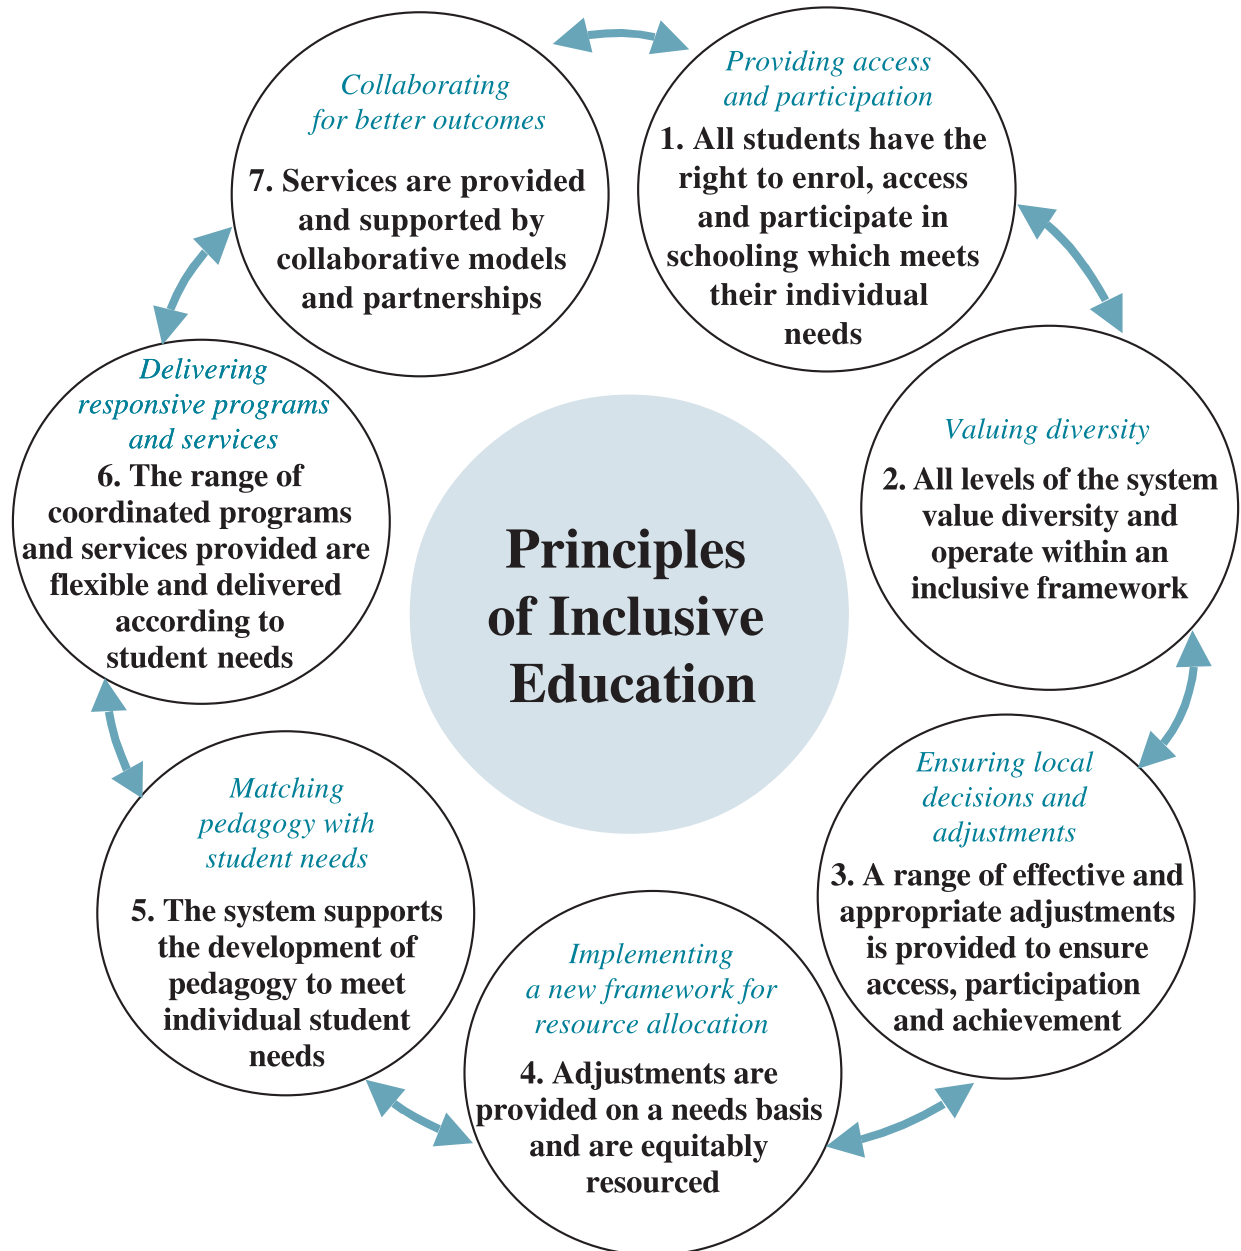 Principles
of Inclusive
Education
Providing access
and participation
1. All students have the
right to enrol, access
and participate in
schooling which meets
their individual
needs
Valuing diversity
2. All levels of the system
value diversity and
operate within an
inclusive framework
Ensuring local
decisions and
adjustments
3. A range of effective and
appropriate adjustments
is provided to ensure
access, participation
and achievement
Implementing
a new framework for
resource allocation
4. Adjustments are
provided on a needs basis
and are equitably
resourced
Matching
pedagogy with
student needs
5. The system supports
the development of
pedagogy to meet
individual student
needs
Delivering
responsive programs
and services
6. The range of
coordinated programs
and services provided are
flexible and delivered
according to
student needs
Collaborating
for better outcomes
7. Services are provided
and supported by
collaborative models
and partnerships